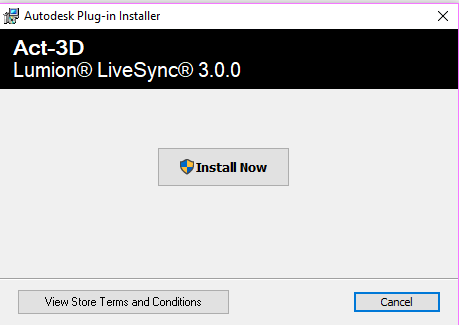 Autodesk Plug-in Installer
Act-3D
Lumion® LiveSync® 3.0.0
Install Now
View Store Terms and Conditions
Cancel